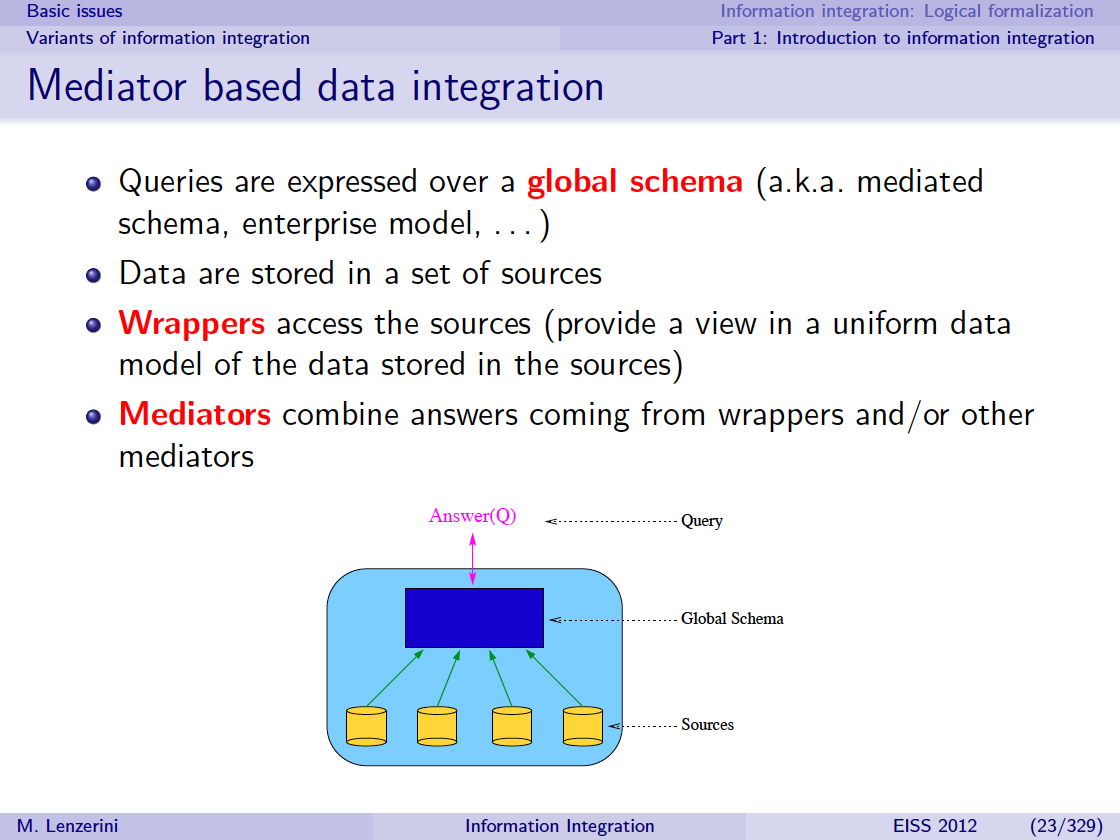 Basic issues Information integration: Logical formalization
Variants of information integration Part 1: Introduction to information integration
Mediator based data integration
Queries are expressed over a global schema (a.k.a. mediated
schema, enterprise model, ...)
Data are stored in a set of sources
Wrappers access the sources (provide a view in a uniform data
model of the data stored in the sources)
Mediators combine answers coming from wrappers and/or other
mediators
Answer(Q) Query
Global Schema
Sources
M. Lenzerini Information Integration EISS 2012 (23/329)